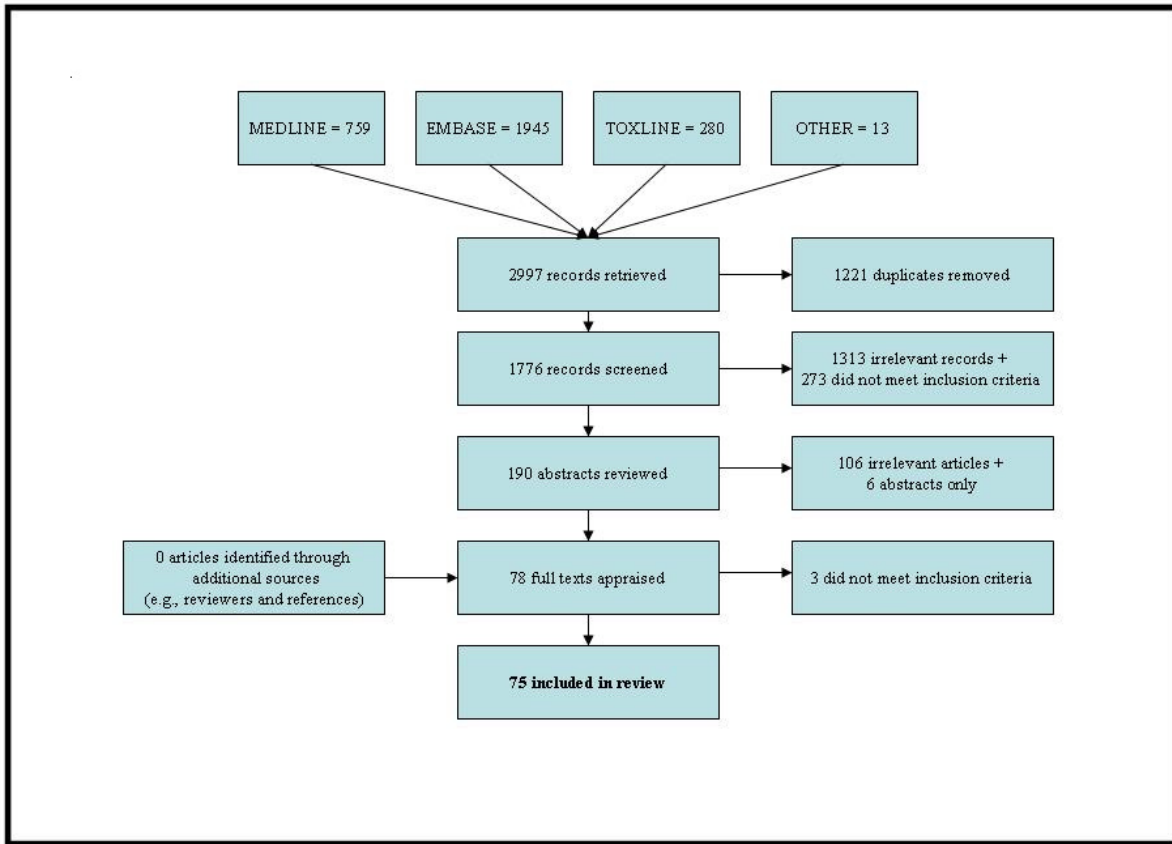 MEDLINE = 759
EMBASE = 1945
TOXLINE = 280
OTHER = 13
2997 records retrieved
1221 duplicates removed
1776 records screened
1313 irrelevant records +
273 did not meet inclusion criteria
190 abstracts reviewed
106 irrelevant articles +
6 abstracts only
0 articles identified through
additional sources
(e.g., reviewers and references)
78 full texts appraised
3 did not meet inclusion criteria
75 included in review